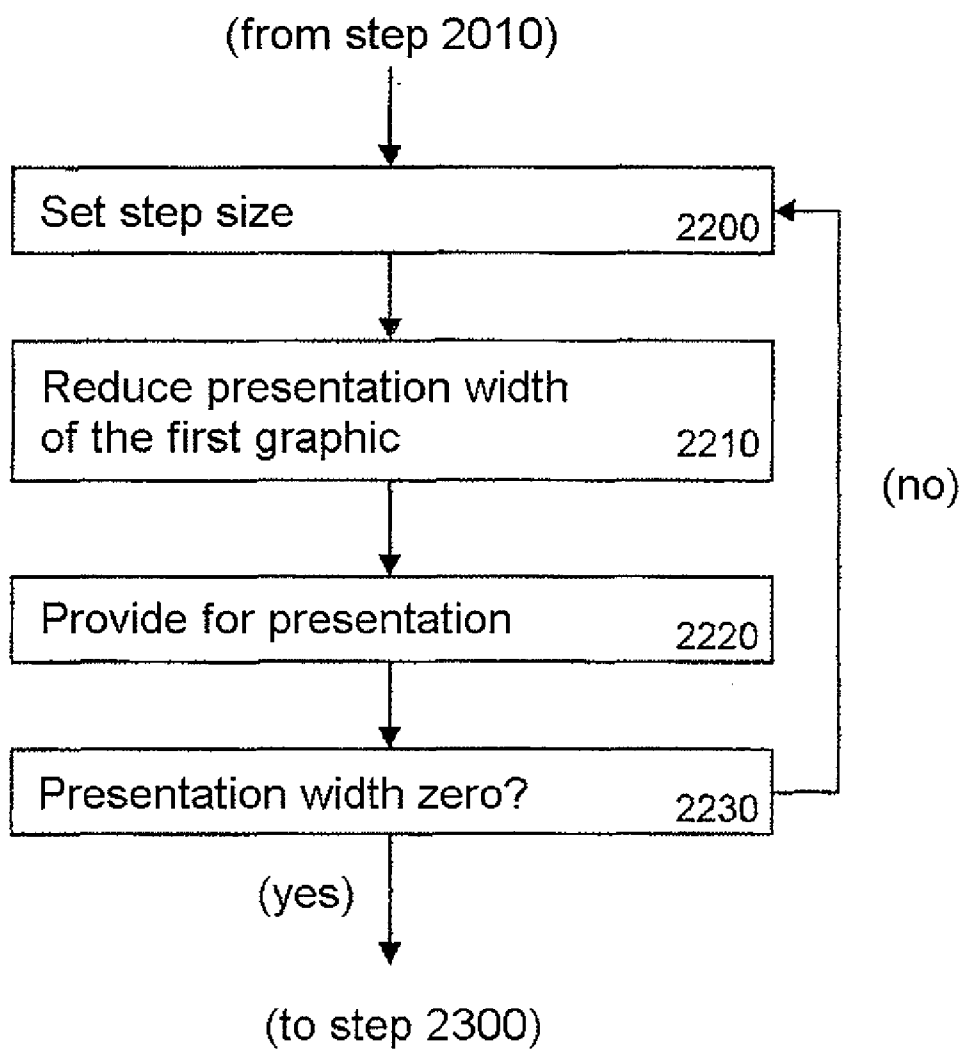 (from step 2010)
Set step size
2200
Reduce presentation width
of the first graphic
2210
(no)
Provide for presentation
2220
Presentation width zero?
2230
(yes)
(to step 2300)